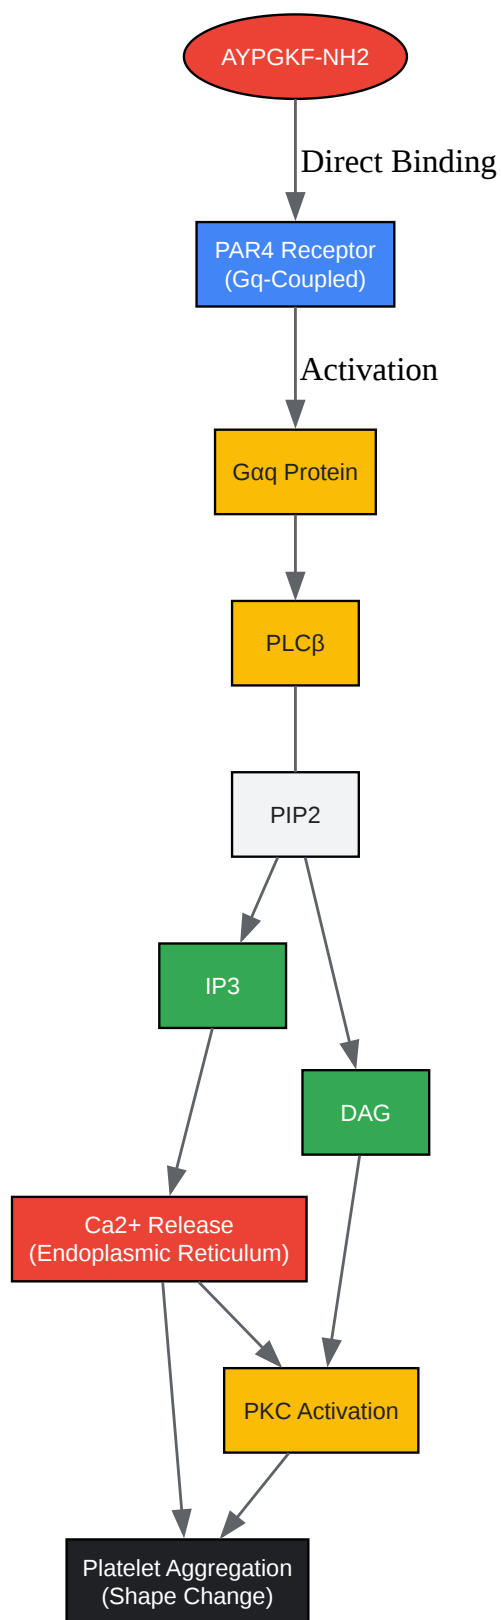 AYPGKF-NH2
Direct Binding
PAR4 Receptor
(Gq-Coupled)
Activation
Gαq Protein
PLCβ
PIP2
IP3
DAG
Ca2+ Release
(Endoplasmic Reticulum)
PKC Activation
Platelet Aggregation
(Shape Change)